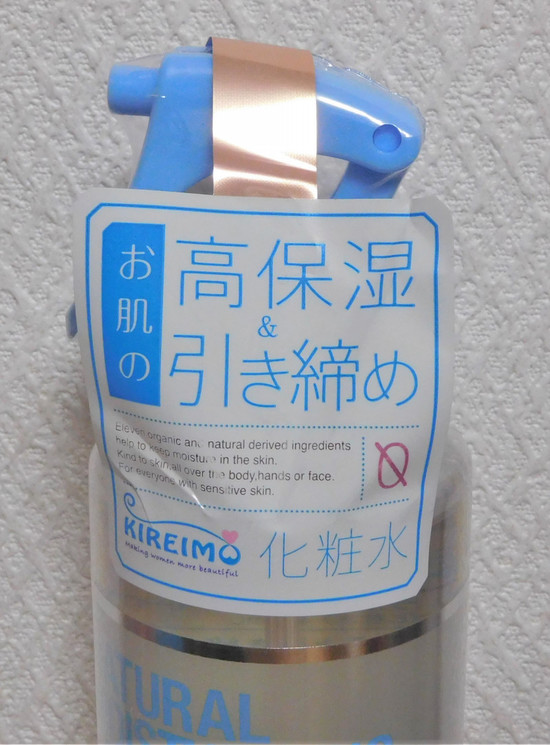 お肌の
高保湿
&
引き締め
Eleven organic and natural derived ingredients
help to keep moisture in the skin.
Kind to skin,all over the body,hands or face.
For everyone with sensitive skin.
KIREIMO
Making women more beautiful
化粧水